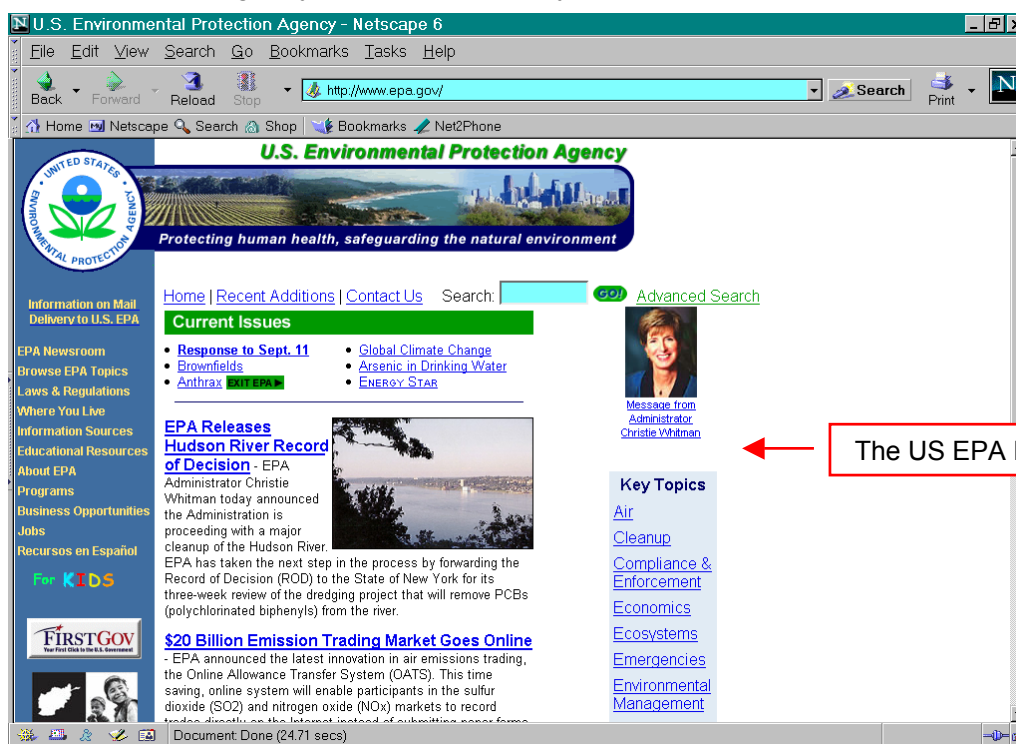 U.S. Environmental Protection Agency - Netscape 6
File Edit View Search Go Bookmarks Tasks Help
Back Forward Reload Stop http://www.epa.gov/ Search Print
Home Netscape Search Shop Bookmarks Net2Phone
U.S. Environmental Protection Agency
UNITED STATES ENVIRONMENTAL PROTECTION AGENCY
Protecting human health, safeguarding the natural environment
Information on Mail
Delivery to U.S. EPA
EPA Newsroom
Browse EPA Topics
Laws & Regulations
Where You Live
Information Sources
Educational Resources
About EPA
Programs
Business Opportunities
Jobs
Recursos en Español
For KIDS
FIRSTGOV
Your First Click to the U.S. Government
Home | Recent Additions | Contact Us Search: GO! Advanced Search
Current Issues
• Response to Sept. 11
• Brownfields
• Anthrax EXIT EPA
• Global Climate Change
• Arsenic in Drinking Water
• ENERGY STAR
EPA Releases
Hudson River Record
of Decision - EPA
Administrator Christie
Whitman today announced
the Administration is
proceeding with a major
cleanup of the Hudson River.
EPA has taken the next step in the process by forwarding the
Record of Decision (ROD) to the State of New York for its
three-week review of the dredging project that will remove PCBs
(polychlorinated biphenyls) from the river.
$20 Billion Emission Trading Market Goes Online
- EPA announced the latest innovation in air emissions trading,
the Online Allowance Transfer System (OATS). This time
saving, online system will enable participants in the sulfur
dioxide (SO2) and nitrogen oxide (NOx) markets to record
trades directly on the Internet instead of submitting paper forms
Message from
Administrator
Christie Whitman
The US EPA
Key Topics
Air
Cleanup
Compliance &
Enforcement
Economics
Ecosystems
Emergencies
Environmental
Management
Document: Done (24.71 secs)